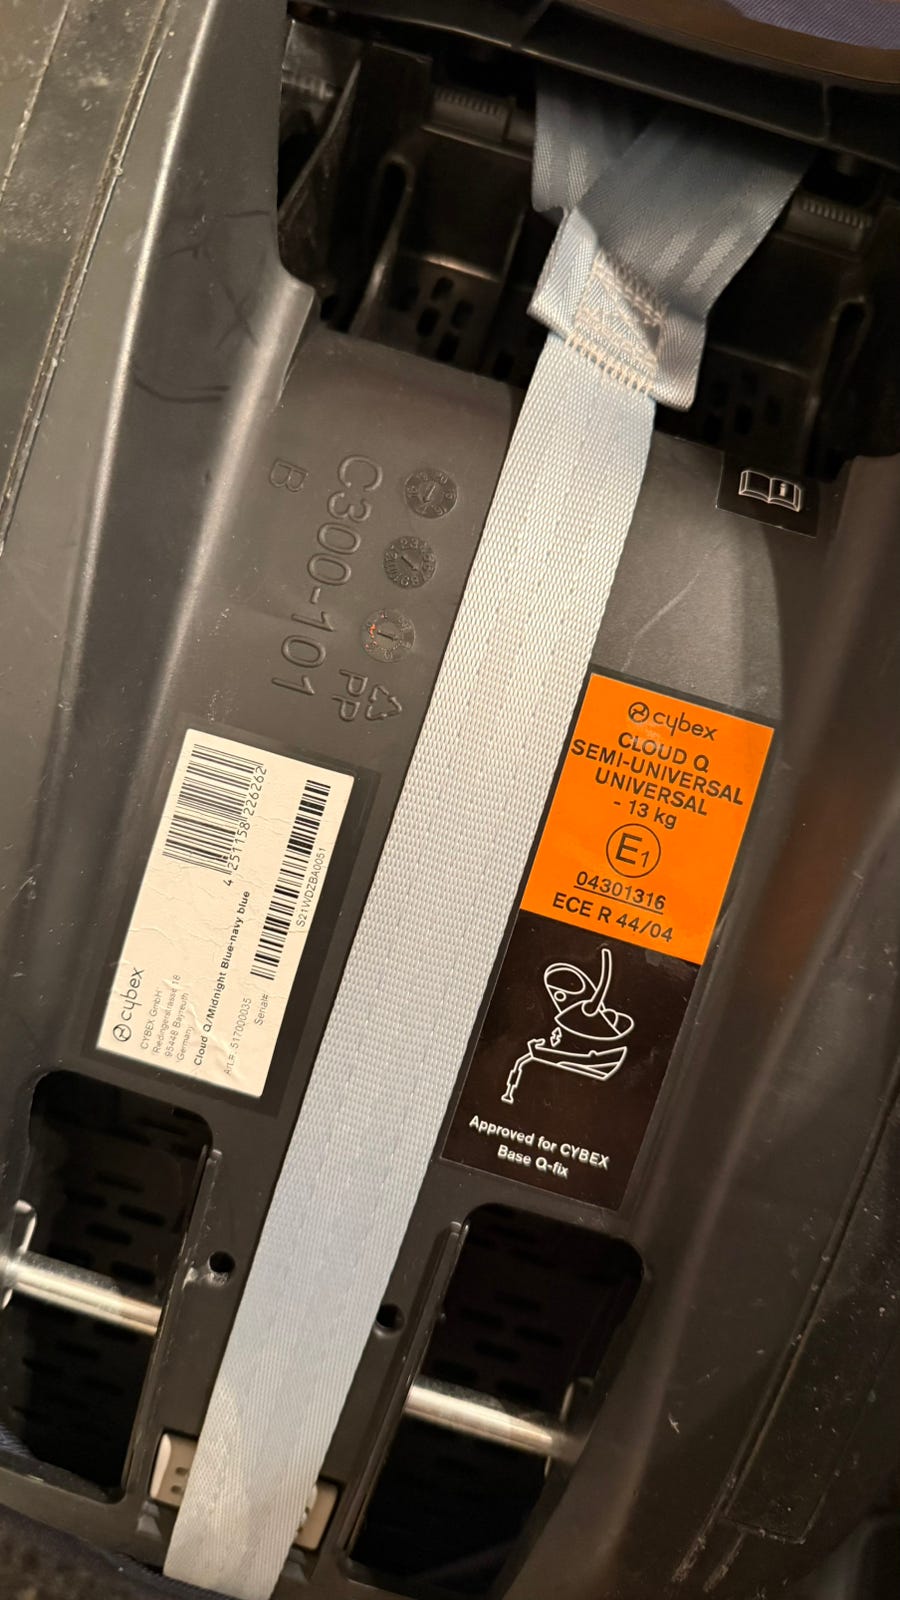 C300-101
B
PP
4 251158 226262
S21WDZBA0051
cybex
CYBEX GmbH
Riedingerstrasse 18
95448 Bayreuth
Germany
Cloud Q/Midnight Blue-navy blue
Art.#: 517000035
Senate
cybex
CLOUD Q
SEMI-UNIVERSAL
UNIVERSAL
- 13 kg
E1
04301316
ECE R 44/04
Approved for CYBEX
Base Q-fix